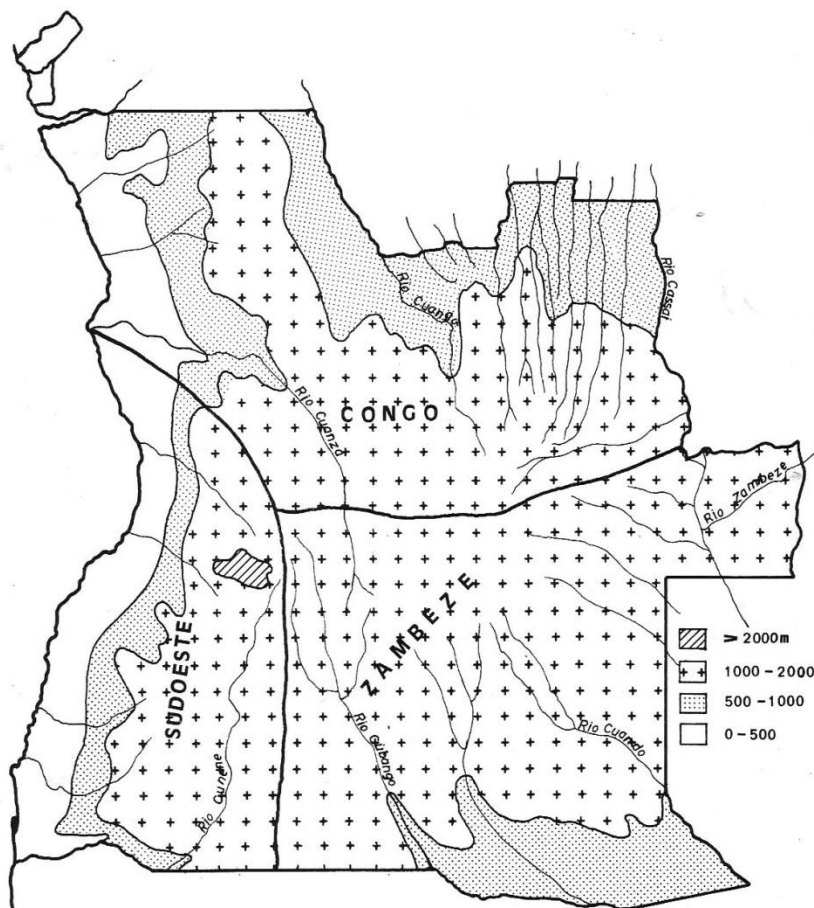 Rio Cuango
Rio Cassai
CONGO
Rio Cuanza
Rio Zambeze
ZAMBEZE
SUDOESTE
Rio Cunene
Rio Cubango
Rio Cuando
> 2000m
1000-2000
500-1000
0-500